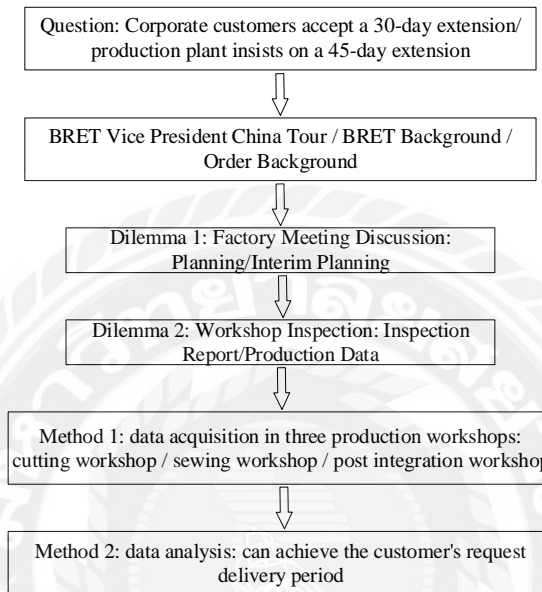 Question: Corporate customers accept a 30-day extension/
production plant insists on a 45-day extension
BRET Vice President China Tour / BRET Background /
Order Background
Dilemma 1: Factory Meeting Discussion:
Planning/Interim Planning
Dilemma 2: Workshop Inspection: Inspection
Report/Production Data
Method 1: data acquisition in three production workshops:
cutting workshop / sewing workshop / post integration workshop
Method 2: data analysis: can achieve the customer's request
delivery period